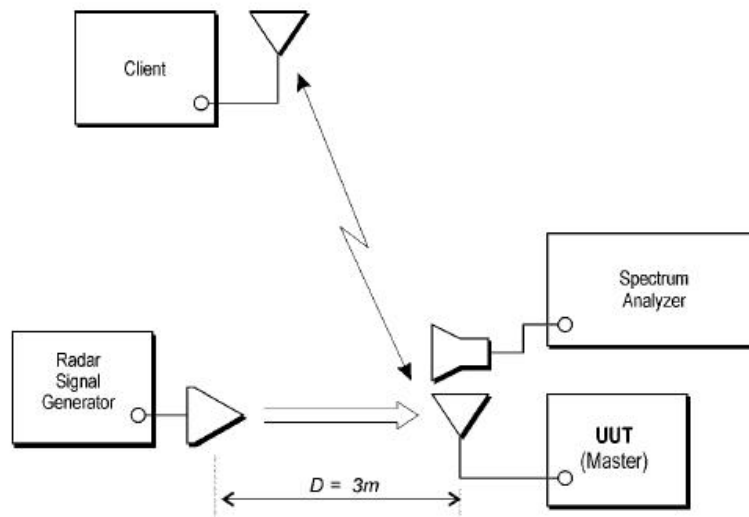 Client
Spectrum
Analyzer
Radar
Signal
Generator
UUT
(Master)
D = 3m